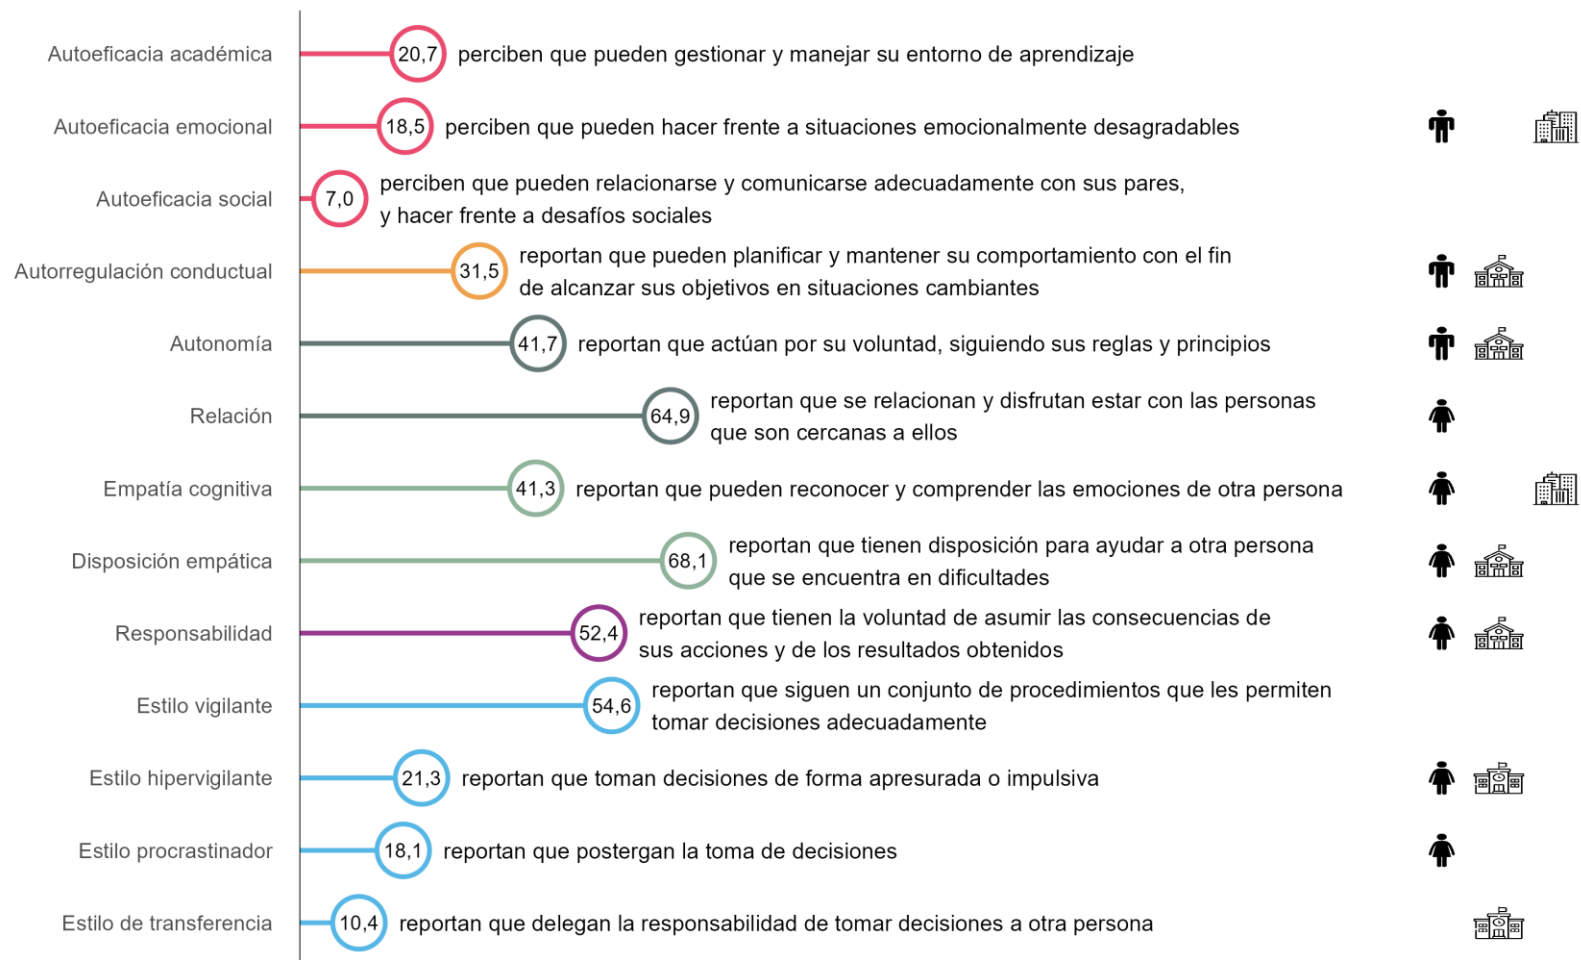 Autoeficacia académica 20,7 perciben que pueden gestionar y manejar su entorno de aprendizaje
Autoeficacia emocional 18,5 perciben que pueden hacer frente a situaciones emocionalmente desagradables
Autoeficacia social 7,0 perciben que pueden relacionarse y comunicarse adecuadamente con sus pares,
y hacer frente a desafíos sociales
Autorregulación conductual 31,5 reportan que pueden planificar y mantener su comportamiento con el fin
de alcanzar sus objetivos en situaciones cambiantes
Autonomía 41,7 reportan que actúan por su voluntad, siguiendo sus reglas y principios
Relación 64,9 reportan que se relacionan y disfrutan estar con las personas
que son cercanas a ellos
Empatía cognitiva 41,3 reportan que pueden reconocer y comprender las emociones de otra persona
Disposición empática 68,1 reportan que tienen disposición para ayudar a otra persona
que se encuentra en dificultades
Responsabilidad 52,4 reportan que tienen la voluntad de asumir las consecuencias de
sus acciones y de los resultados obtenidos
Estilo vigilante 54,6 reportan que siguen un conjunto de procedimientos que les permiten
tomar decisiones adecuadamente
Estilo hipervigilante 21,3 reportan que toman decisiones de forma apresurada o impulsiva
Estilo procrastinador 18,1 reportan que postergan la toma de decisiones
Estilo de transferencia 10,4 reportan que delegan la responsabilidad de tomar decisiones a otra persona